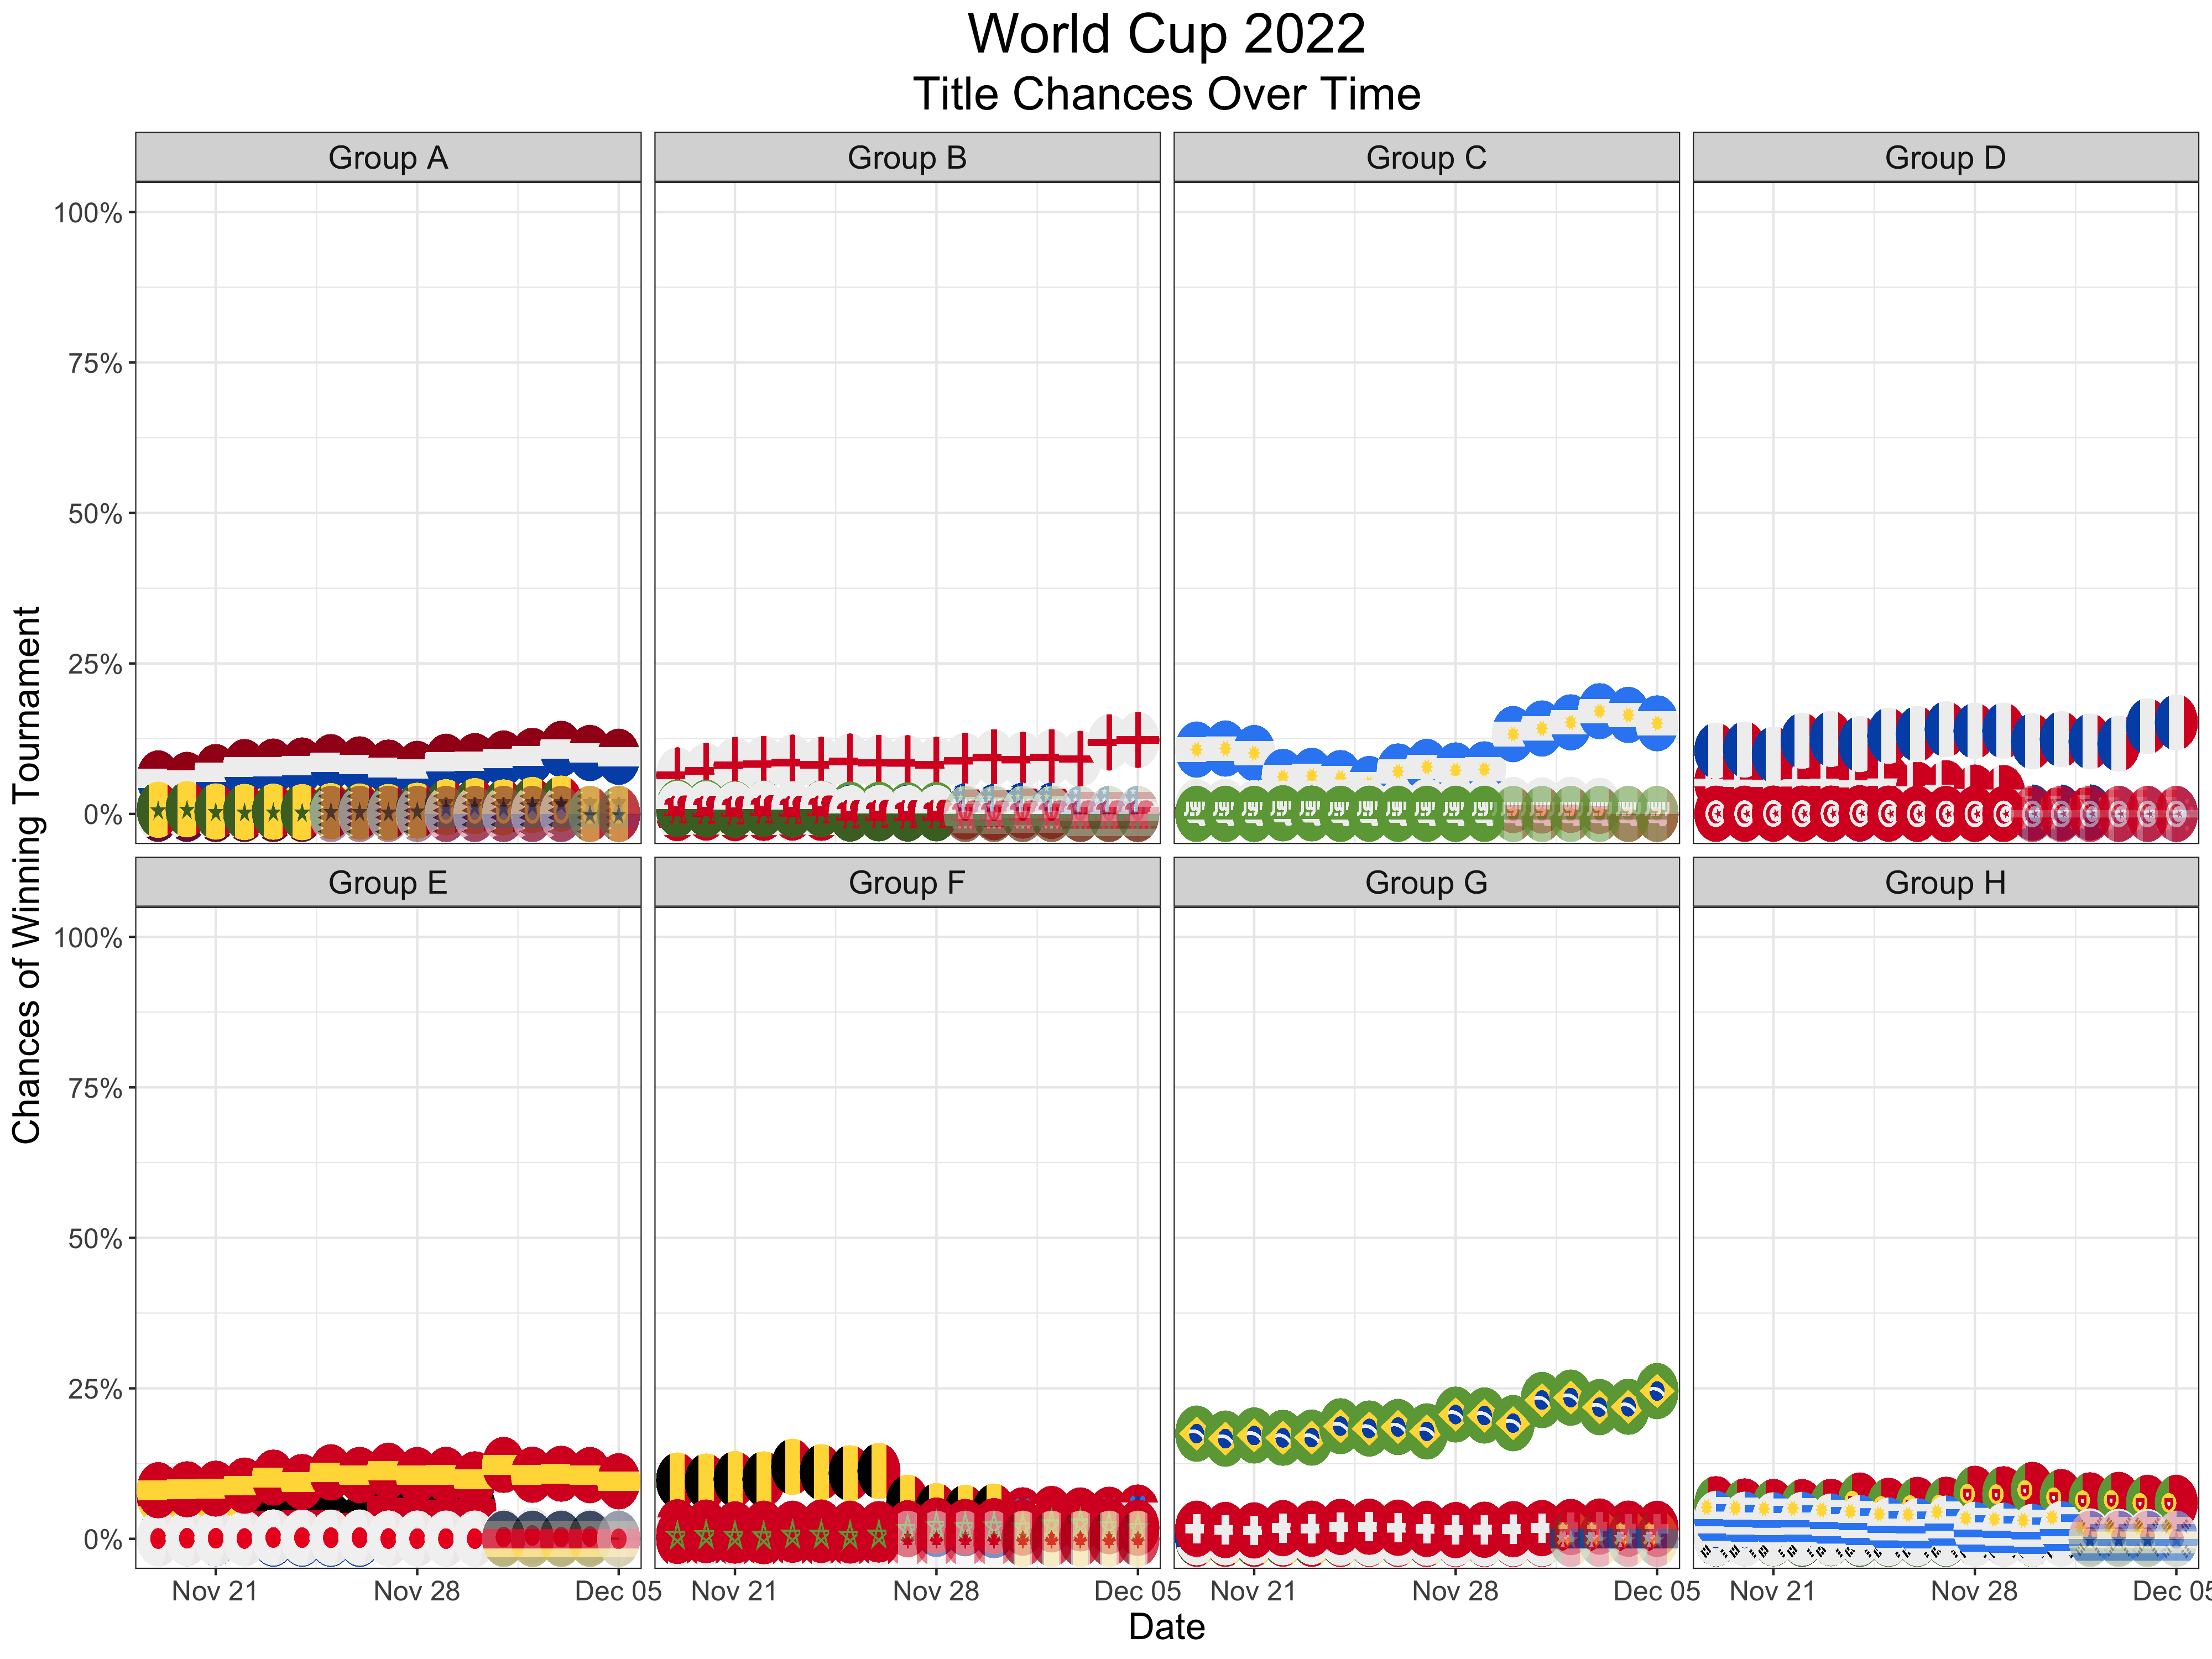 World Cup 2022
Title Chances Over Time
Group A
Group B
Group C
Group D
100%
75%
50%
25%
0%
Group E
Group F
Group G
Group H
100%
75%
50%
25%
0%
Nov 21
Nov 28
Dec 05
Nov 21
Nov 28
Dec 05
Nov 21
Nov 28
Dec 05
Nov 21
Nov 28
Dec 05
Date
Chances of Winning Tournament